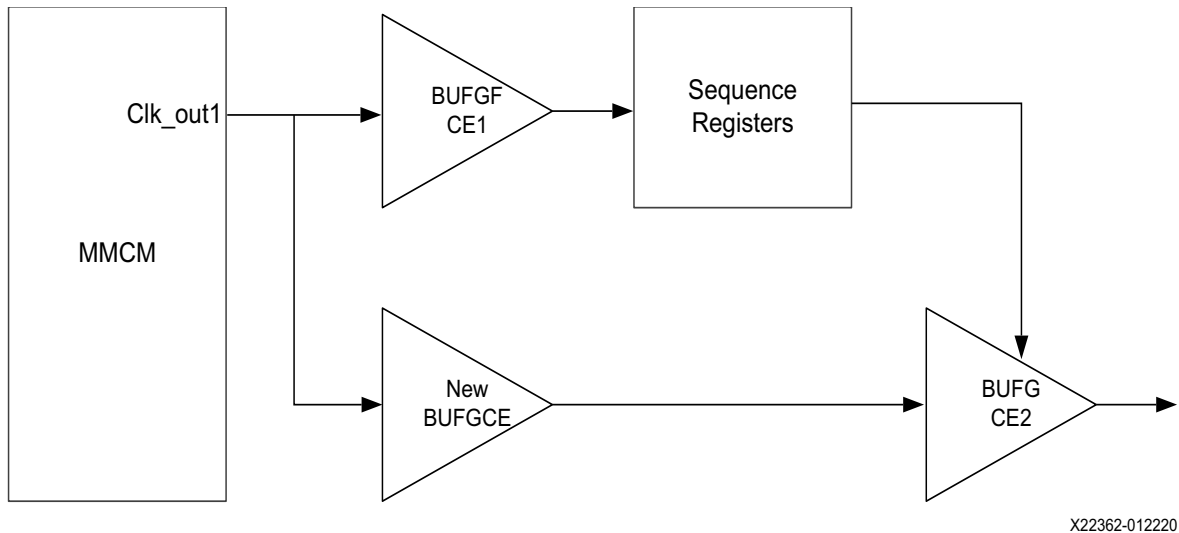 Clk_out1
MMCM
BUFGF
CE1
Sequence
Registers
New
BUFGCE
BUFG
CE2
X22362-012220